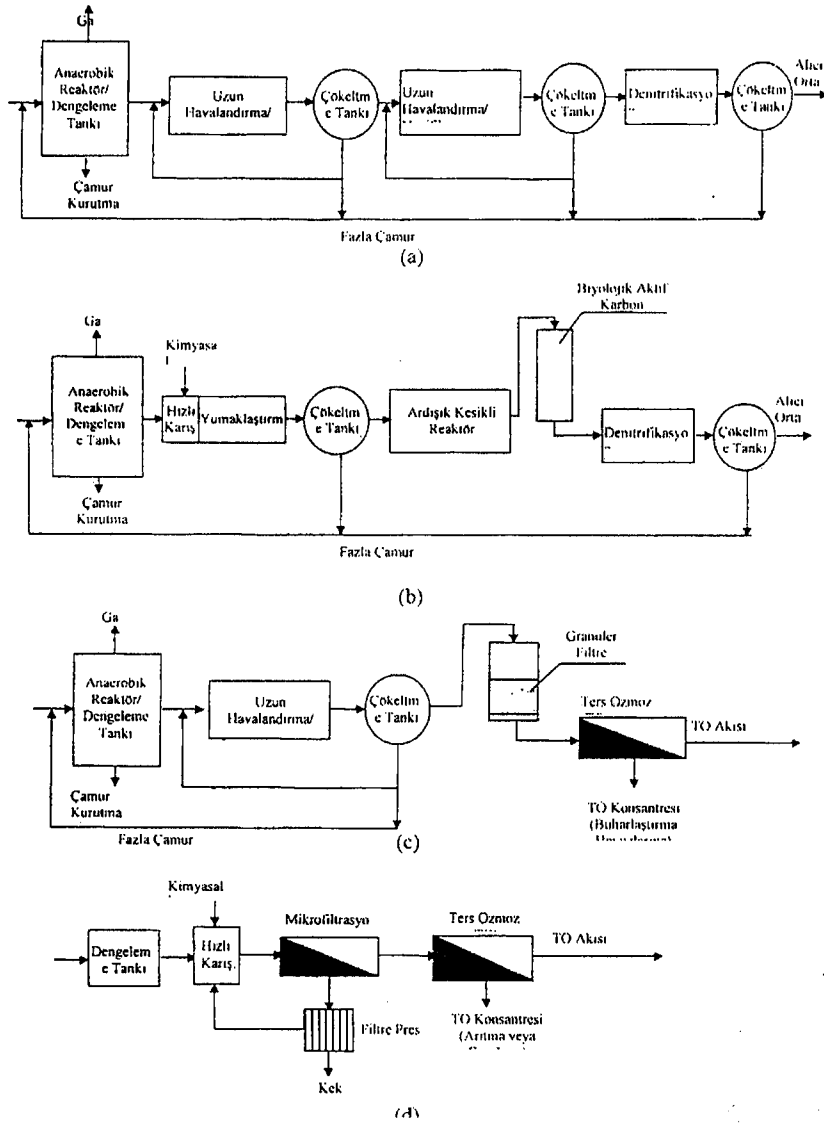 Ga
Anaerobik
Reaktör/
Dengeleme
Tankı
Uzun
Havalandırma/
Çökeltm
e Tankı
Uzun
Havalandırma/
Çökeltm
e Tankı
Denitrifikasyo
Çökeltm
e Tankı
Alıcı
Orta
Çamur
Kurutma
Fazla Çamur
(a)
Ga
Kimyasa
l
Biyolojik Aktif
Karbon
Anaerobik
Reaktör/
Dengelem
e Tankı
Hızlı
Karış
Yumaklaştırm
Çökeltm
e Tankı
Ardışık Kesikli
Reaktör
Denitrifikasyo
Çökeltm
e Tankı
Alıcı
Orta
Çamur
Kurutma
Fazla Çamur
(b)
Ga
Granüler
Filtre
Anaerobik
Reaktör/
Dengeleme
Tankı
Uzun
Havalandırma/
Çökeltm
e Tankı
Ters Ozmoz
TO Akısı
Çamur
Kurutma
TO Konsantresi
(Buharlaştırma
Fazla Çamur
(c)
Kimyasal
Dengelem
e Tankı
Hızlı
Karış.
Mikrofiltrasyo
Ters Ozmoz
TO Akısı
Filtre Pres
TO Konsantresi
(Arıtma veya
Kek
(d)